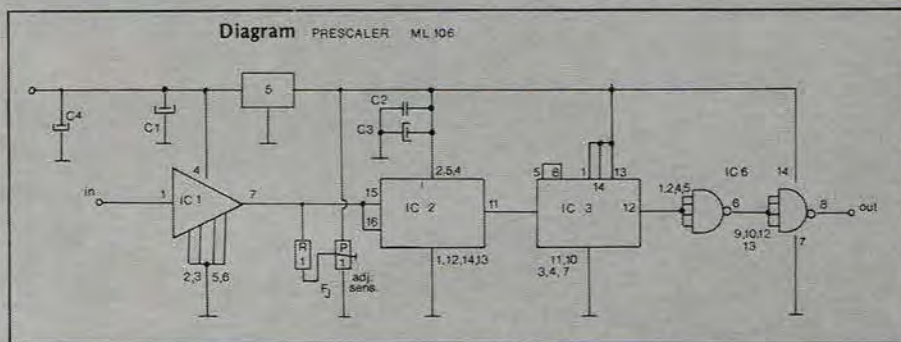 Diagram PRESCALER ML 106
5
C4
C1
C2
C3
4
2,5,4
1
14
13
5
8
IC 6
14
in
1
IC 1
7
15
16
IC 2
11
IC 3
12
1,2,4,5
6
8
out
9,10,12
13
7
2,3
5,6
R
1
P
1
adj.
sens.
1,12,14,13
11,10
3,4,7